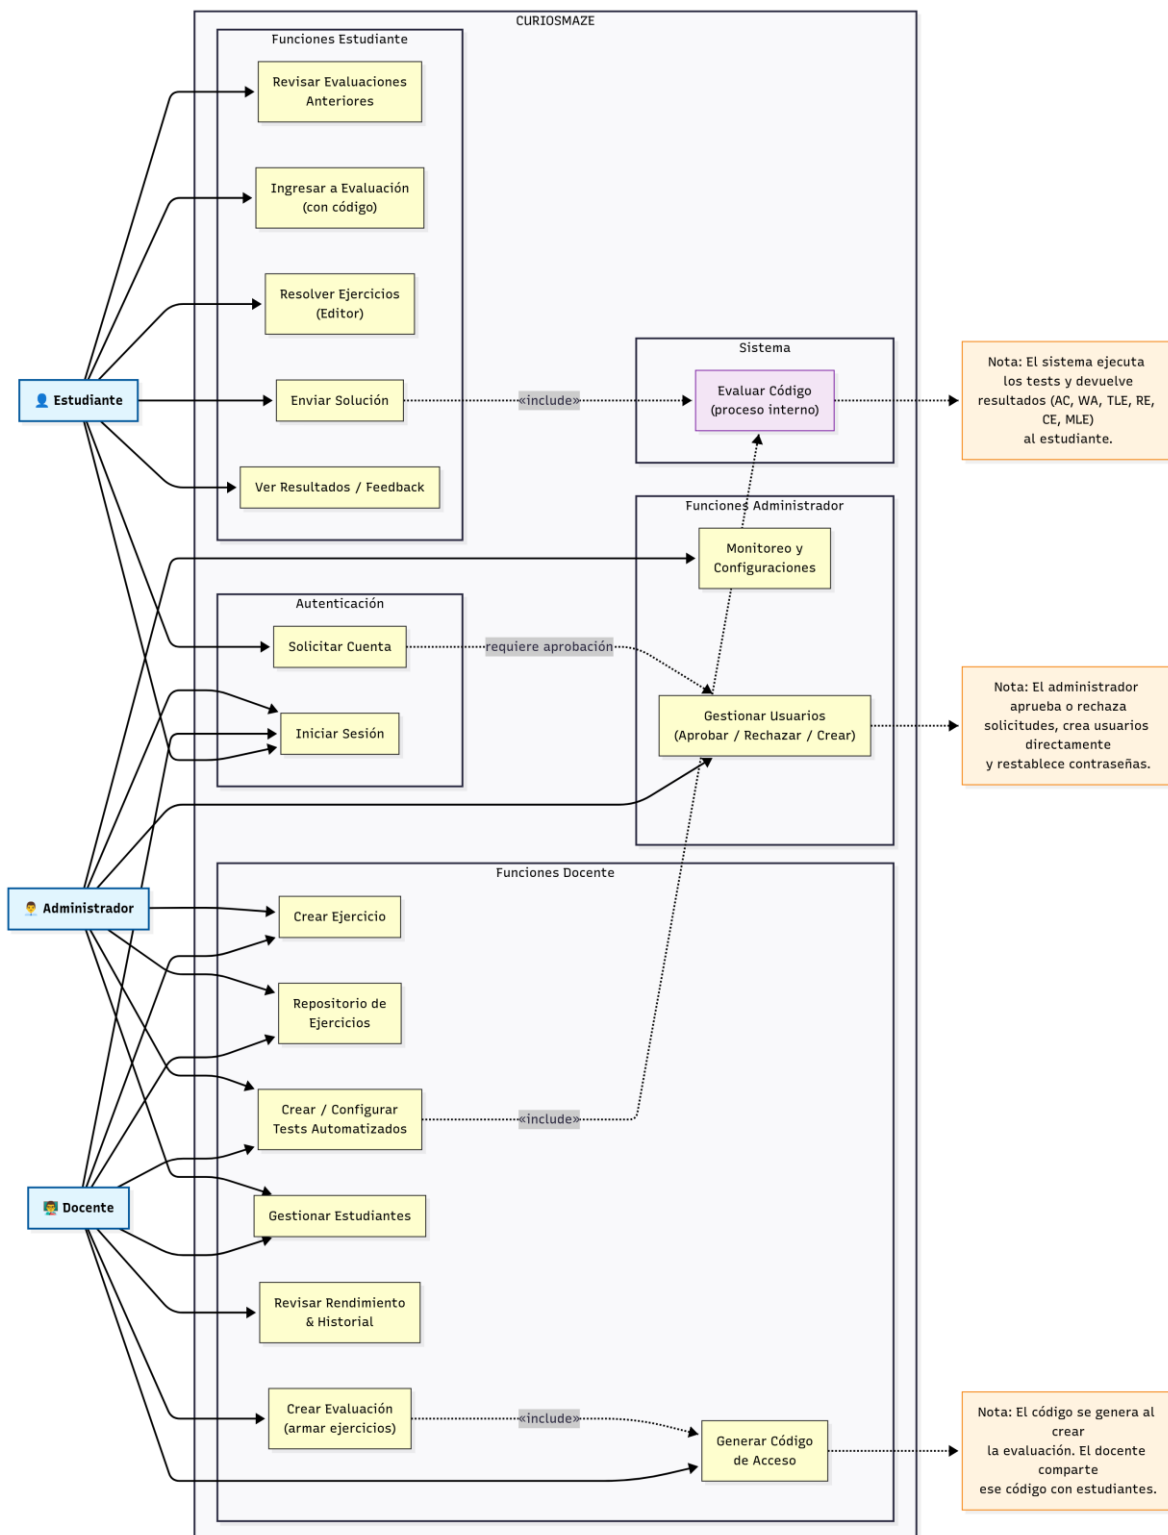 CURIOSMAZE
Funciones Estudiante
Revisar Evaluaciones
Anteriores
Ingresar a Evaluación
(con código)
Resolver Ejercicios
(Editor)
👤 Estudiante
Enviar Solución
«include»
Ver Resultados / Feedback
Sistema
Evaluar Código
(proceso interno)
Nota: El sistema ejecuta
los tests y devuelve
resultados (AC, WA, TLE, RE,
CE, MLE)
al estudiante.
Funciones Administrador
Monitoreo y
Configuraciones
Autenticación
Solicitar Cuenta
requiere aprobación
Iniciar Sesión
Gestionar Usuarios
(Aprobar / Rechazar / Crear)
Nota: El administrador
aprueba o rechaza
solicitudes, crea usuarios
directamente
y restablece contraseñas.
👨‍💼 Administrador
Funciones Docente
Crear Ejercicio
Repositorio de
Ejercicios
Crear / Configurar
Tests Automatizados
«include»
👨‍🏫 Docente
Gestionar Estudiantes
Revisar Rendimiento
& Historial
Crear Evaluación
(armar ejercicios)
«include»
Generar Código
de Acceso
Nota: El código se genera al
crear
la evaluación. El docente
comparte
ese código con estudiantes.